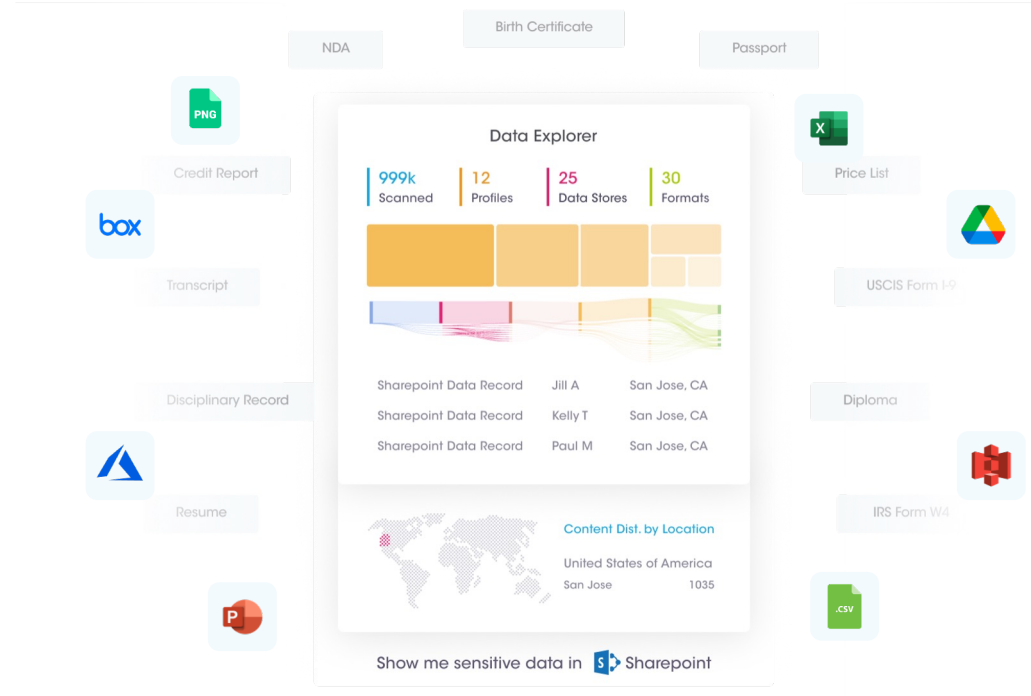 Birth Certificate
NDA
Passport
PNG
X
Data Explorer
Credit Report
Price List
999k
12
25
30
Scanned
Profiles
Data Stores
Formats
box
Transcript
USCIS Form I-9
Sharepoint Data Record Jill A San Jose, CA
Disciplinary Record
Diploma
Sharepoint Data Record Kelly T San Jose, CA
Sharepoint Data Record Paul M San Jose, CA
Resume
IRS Form W4
Content Dist. by Location
United States of America
San Jose 1035
P
.CSV
Show me sensitive data in S Sharepoint